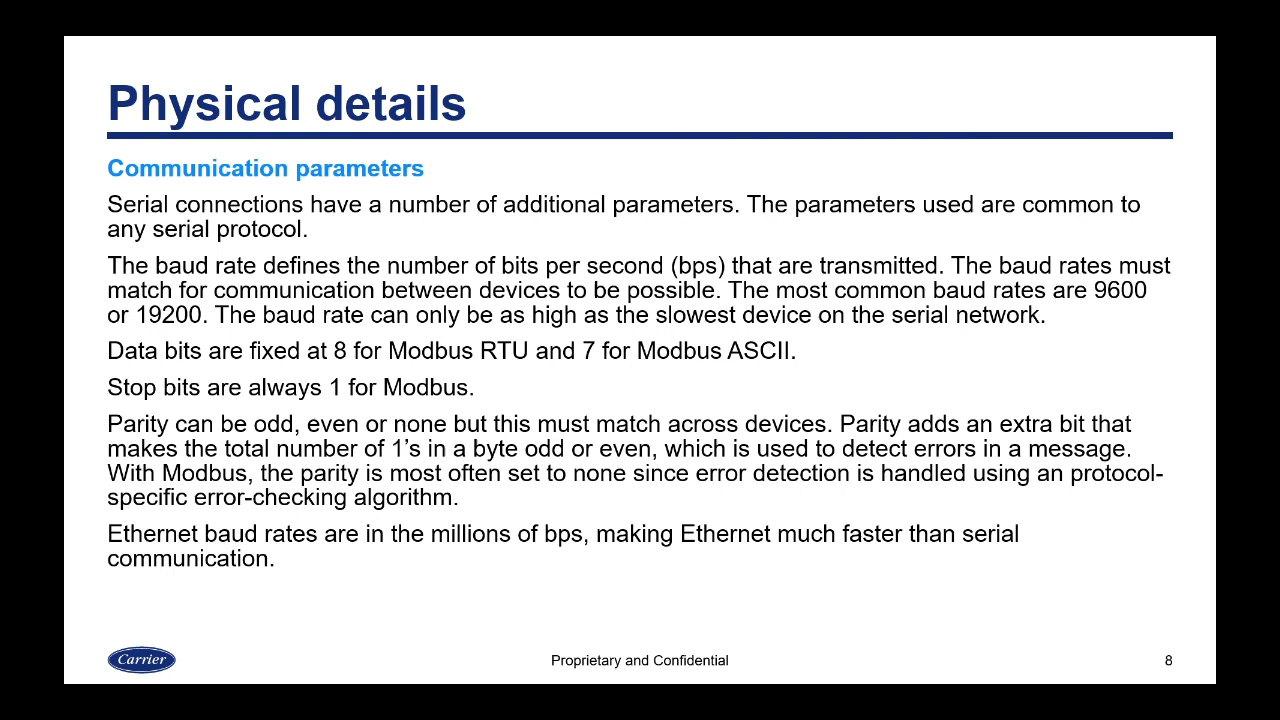 Physical details
Communication parameters
Serial connections have a number of additional parameters. The parameters used are common to
any serial protocol.
The baud rate defines the number of bits per second (bps) that are transmitted. The baud rates must
match for communication between devices to be possible. The most common baud rates are 9600
or 19200. The baud rate can only be as high as the slowest device on the serial network.
Data bits are fixed at 8 for Modbus RTU and 7 for Modbus ASCII.
Stop bits are always 1 for Modbus.
Parity can be odd, even or none but this must match across devices. Parity adds an extra bit that
makes the total number of 1’s in a byte odd or even, which is used to detect errors in a message.
With Modbus, the parity is most often set to none since error detection is handled using an protocol-
specific error-checking algorithm.
Ethernet baud rates are in the millions of bps, making Ethernet much faster than serial
communication.
Carrier
Proprietary and Confidential
8